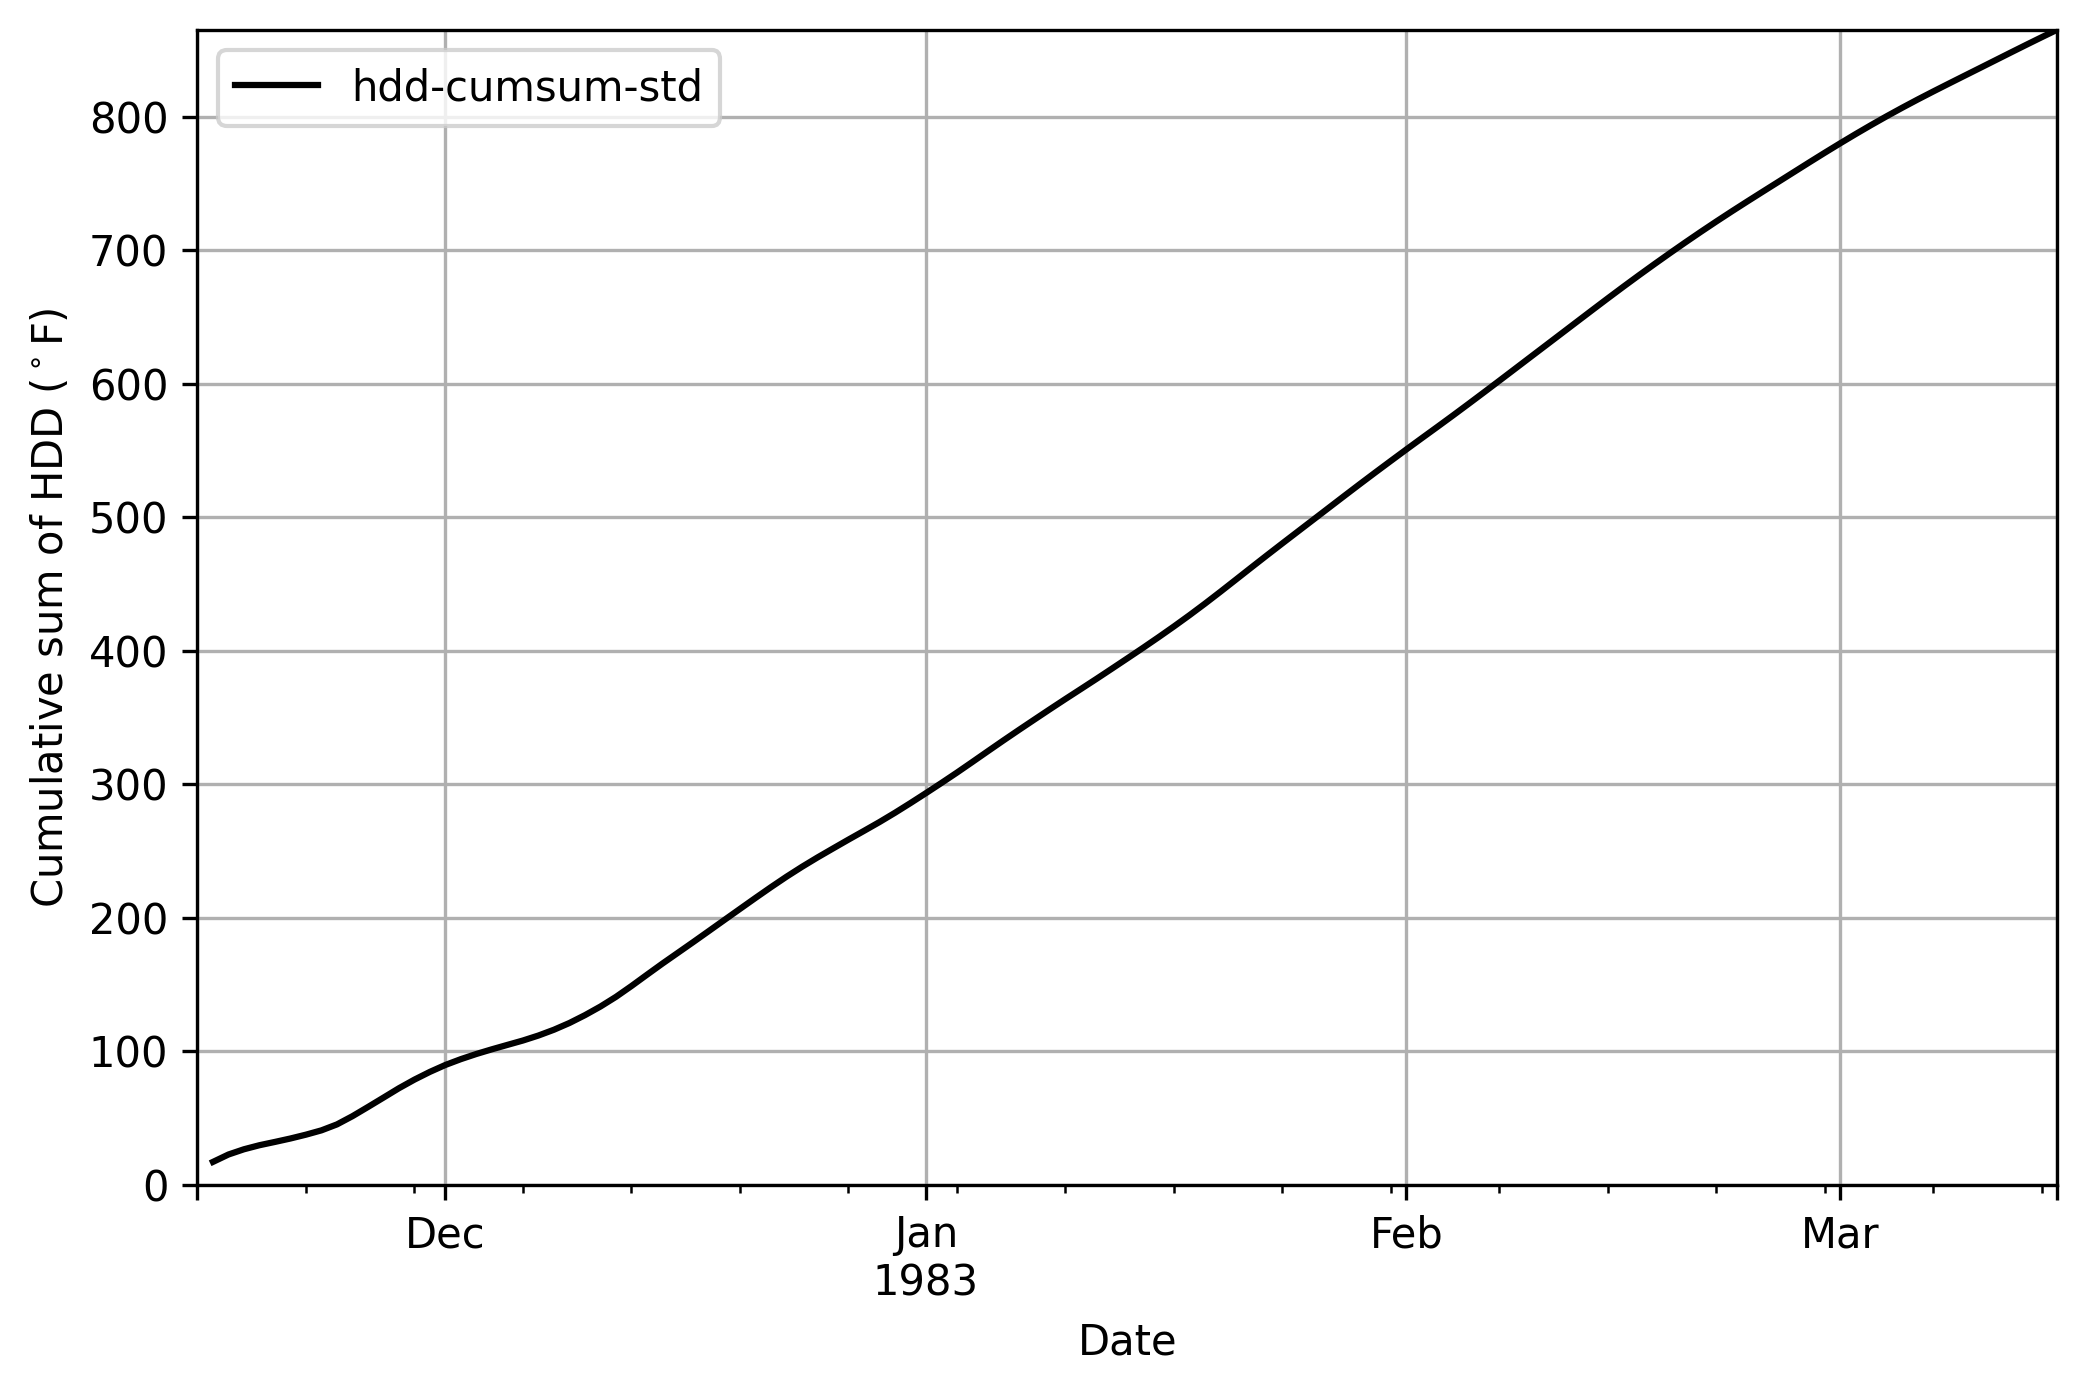 hdd-cumsum-std
Cumulative sum of HDD (°F)
800
700
600
500
400
300
200
100
0
Dec
Jan
1983
Feb
Mar
Date